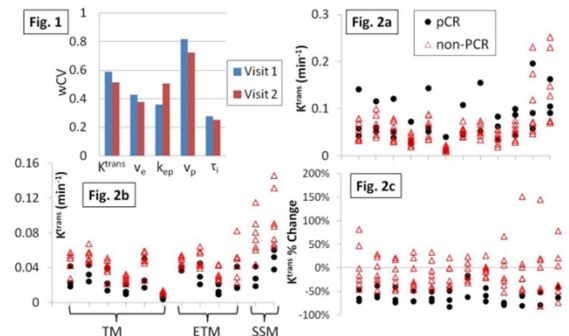 Fig. 1
wCV
1
0.8
0.6
0.4
0.2
0
Ktrans ve kep vp τi
Visit 1
Visit 2
Fig. 2a
pCR
non-PCR
Ktrans (min-1)
0.3
0.2
0.1
0
Fig. 2b
Ktrans (min-1)
0.16
0.12
0.08
0.04
0
TM ETM SSM
Fig. 2c
Ktrans % Change
200%
150%
100%
50%
0%
-50%
-100%